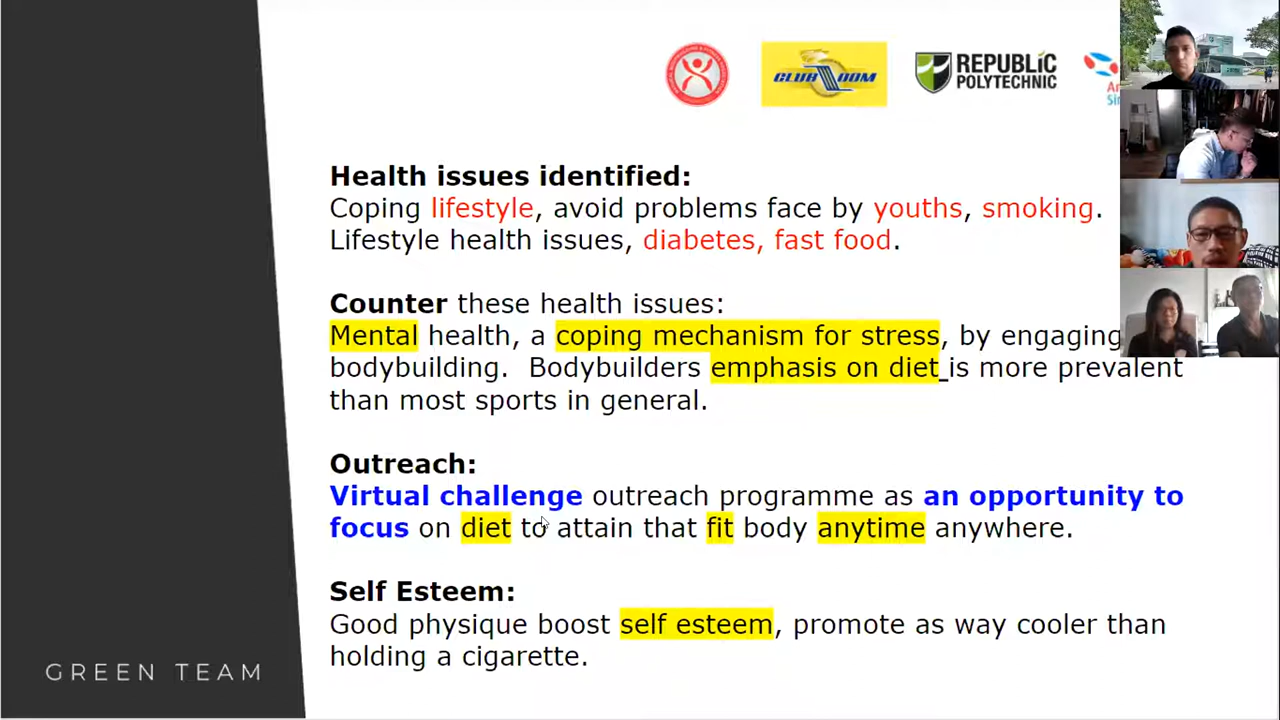 CLUB OOM
REPUBLIC
POLYTECHNIC
Health issues identified:
Coping lifestyle, avoid problems face by youths, smoking.
Lifestyle health issues, diabetes, fast food.
Counter these health issues:
Mental health, a coping mechanism for stress, by engaging
bodybuilding. Bodybuilders emphasis on diet is more prevalent
than most sports in general.
Outreach:
Virtual challenge outreach programme as an opportunity to
focus on diet to attain that fit body anytime anywhere.
Self Esteem:
Good physique boost self esteem, promote as way cooler than
holding a cigarette.
GREEN TEAM